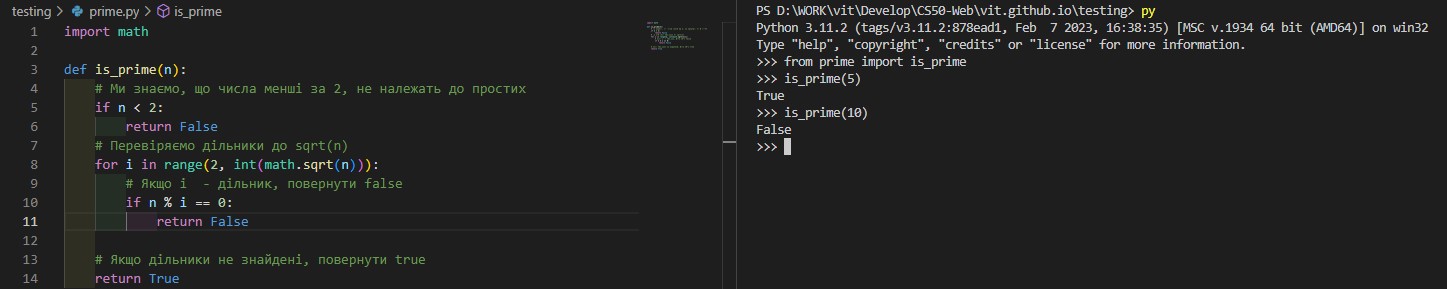 testing > prime.py > is_prime
1 import math
2
3 def is_prime(n):
4     # Ми знаємо, що числа менші за 2, не належать до простих
5     if n < 2:
6         return False
7     # Перевіряємо дільники до sqrt(n)
8     for i in range(2, int(math.sqrt(n))):
9         # Якщо i  - дільник, повернути false
10         if n % i == 0:
11             return False
12
13     # Якщо дільники не знайдені, повернути true
14     return True
PS D:\WORK\vit\Develop\CS50-Web\vit.github.io\testing> py
Python 3.11.2 (tags/v3.11.2:878ead1, Feb  7 2023, 16:38:35) [MSC v.1934 64 bit (AMD64)] on win32
Type "help", "copyright", "credits" or "license" for more information.
>>> from prime import is_prime
>>> is_prime(5)
True
>>> is_prime(10)
False
>>>